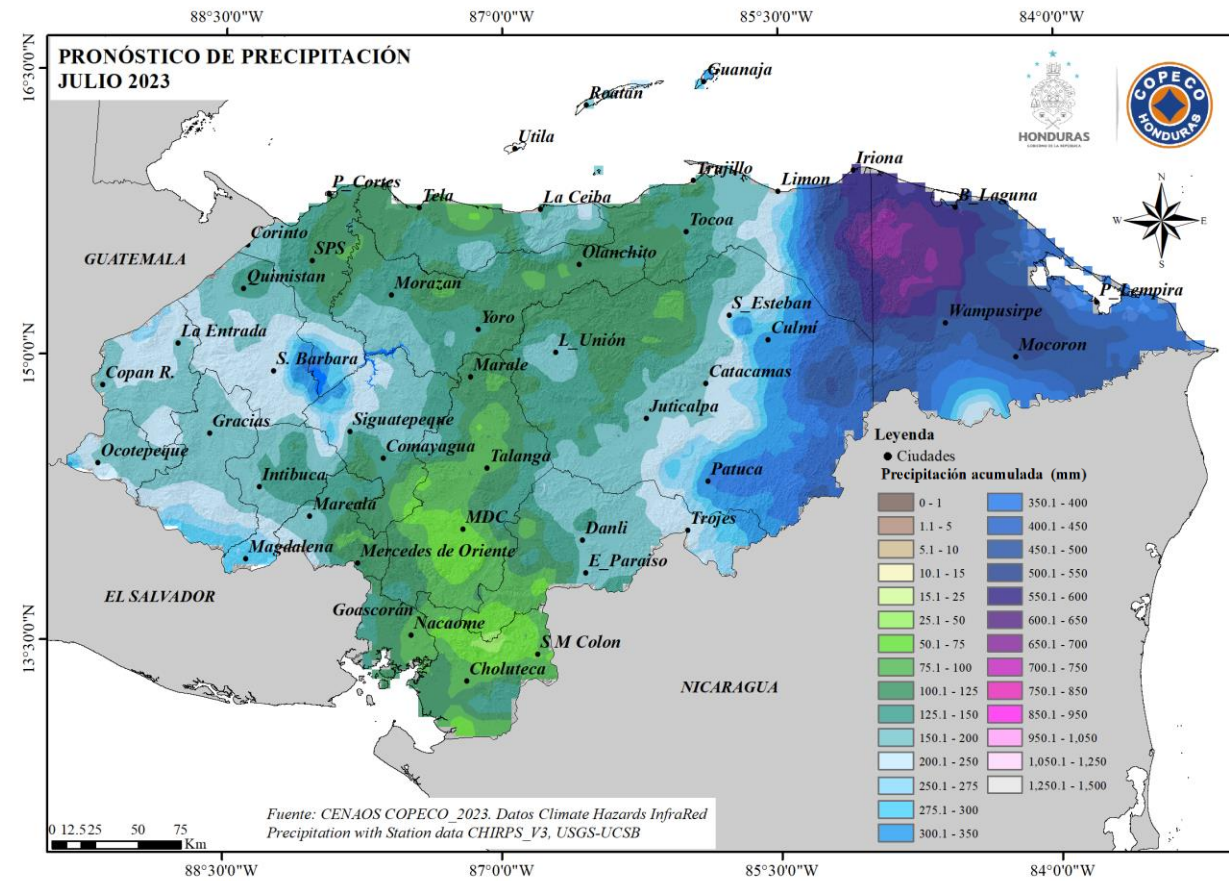 88°30'0"W 87°0'0"W 85°30'0"W 84°0'0"W
PRONÓSTICO DE PRECIPITACIÓN
JULIO 2023
16°30'0"N
15°0'0"N
13°30'0"N
HONDURAS
GOBIERNO DE LA REPÚBLICA
COPECO
HONDURAS
N
W E
S
Guanaja
Roatan
Utila
Iriona
Trujillo
Limon
P_Cortes
Tela
La Ceiba
B_Laguna
Tocoa
Corinto
SPS
GUATEMALA
Olanchito
Quimistan
Morazan
P_Lempira
S_Esteban
Wampusirpe
Yoro
Culmí
La Entrada
L_Unión
Mocoron
S. Barbara
Marale
Copan R.
Catacamas
Gracias
Siguatepeque
Juticalpa
Comayagua
Ocotepeque
Talanga
Intibuca
Patuca
Mareala
MDC
Danli
Trojes
Magdalena
Mercedes de Oriente
E_Paraiso
EL SALVADOR
Goascorán
Nacaome
S M Colon
Choluteca
NICARAGUA
Leyenda
Ciudades
Precipitación acumulada (mm)
0 - 1
1.1 - 5
5.1 - 10
10.1 - 15
15.1 - 25
25.1 - 50
50.1 - 75
75.1 - 100
100.1 - 125
125.1 - 150
150.1 - 200
200.1 - 250
250.1 - 275
275.1 - 300
300.1 - 350
350.1 - 400
400.1 - 450
450.1 - 500
500.1 - 550
550.1 - 600
600.1 - 650
650.1 - 700
700.1 - 750
750.1 - 850
850.1 - 950
950.1 - 1,050
1,050.1 - 1,250
1,250.1 - 1,500
Fuente: CENAOS COPECO_2023. Datos Climate Hazards InfraRed
Precipitation with Station data CHIRPS_V3, USGS-UCSB
0 12.525 50 75
Km
88°30'0"W 87°0'0"W 85°30'0"W 84°0'0"W